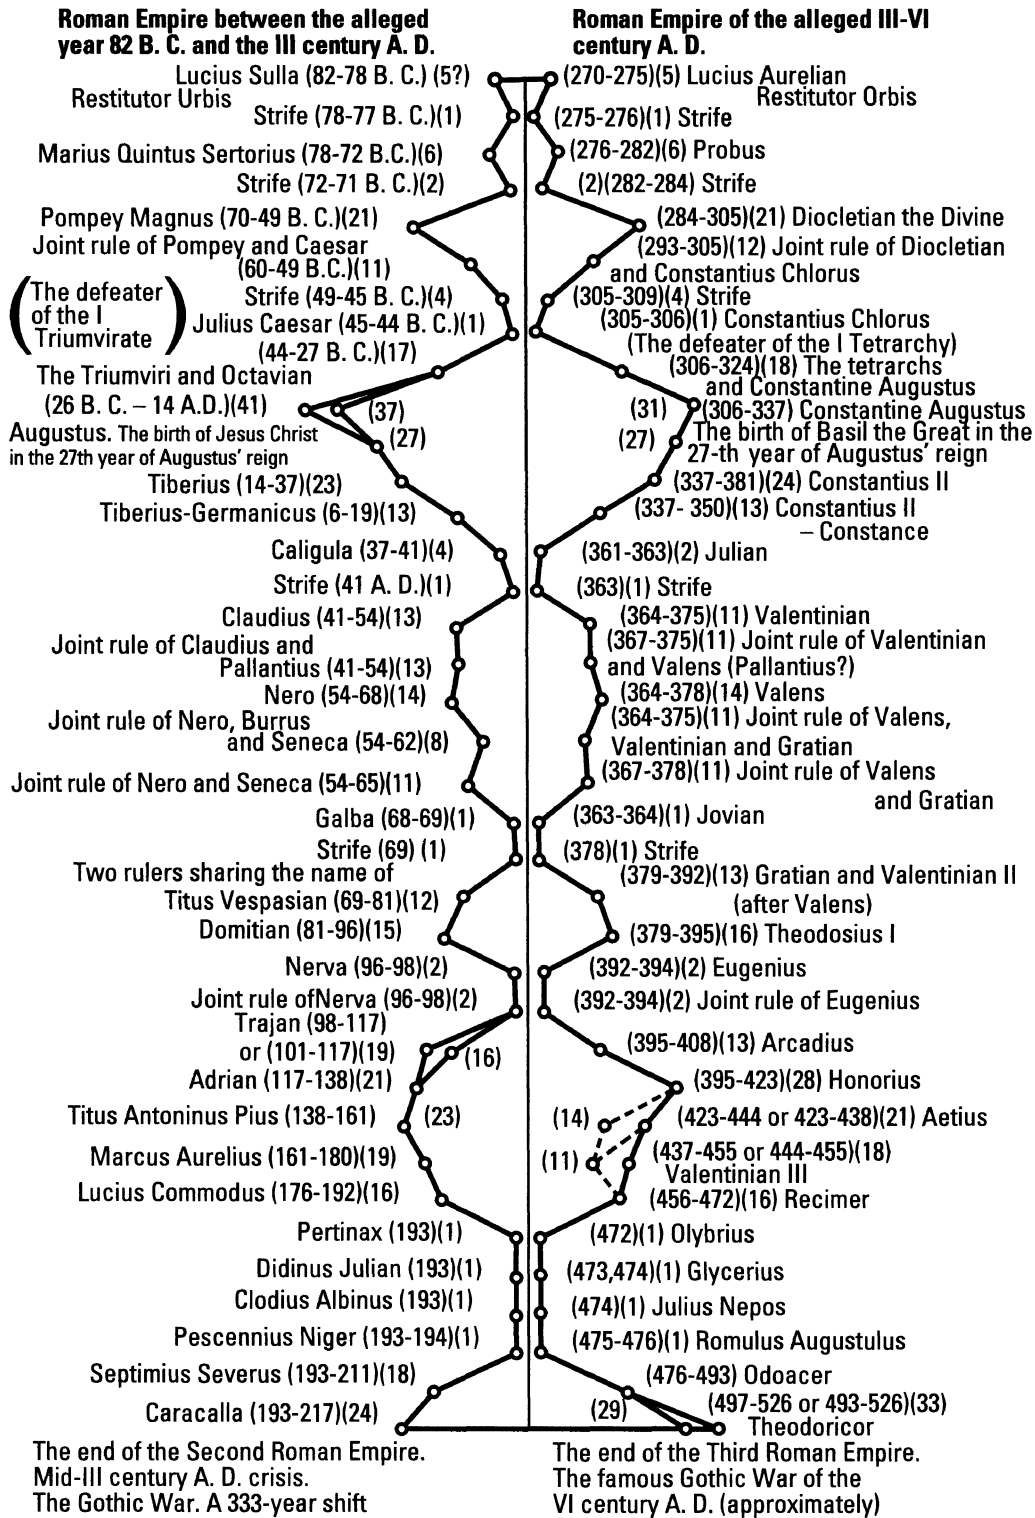 Roman Empire between the alleged
year 82 B. C. and the III century A. D.
Lucius Sulla (82-78 B. C.) (5?)
Restitutor Urbis
Strife (78-77 B. C.)(1)
Marius Quintus Sertorius (78-72 B.C.)(6)
Strife (72-71 B. C.)(2)
Pompey Magnus (70-49 B. C.)(21)
Joint rule of Pompey and Caesar
(60-49 B.C.)(11)
(The defeater
of the I
Triumvirate)
Strife (49-45 B. C.)(4)
Julius Caesar (45-44 B. C.)(1)
(44-27 B. C.)(17)
The Triumviri and Octavian
(26 B. C. – 14 A.D.)(41)
(37)
Augustus. The birth of Jesus Christ
in the 27th year of Augustus' reign
(27)
Tiberius (14-37)(23)
Tiberius-Germanicus (6-19)(13)
Caligula (37-41)(4)
Strife (41 A. D.)(1)
Claudius (41-54)(13)
Joint rule of Claudius and
Pallantius (41-54)(13)
Nero (54-68)(14)
Joint rule of Nero, Burrus
and Seneca (54-62)(8)
Joint rule of Nero and Seneca (54-65)(11)
Galba (68-69)(1)
Strife (69) (1)
Two rulers sharing the name of
Titus Vespasian (69-81)(12)
Domitian (81-96)(15)
Nerva (96-98)(2)
Joint rule ofNerva (96-98)(2)
Trajan (98-117)
or (101-117)(19)
(16)
Adrian (117-138)(21)
Titus Antoninus Pius (138-161)
(23)
Marcus Aurelius (161-180)(19)
Lucius Commodus (176-192)(16)
Pertinax (193)(1)
Didinus Julian (193)(1)
Clodius Albinus (193)(1)
Pescennius Niger (193-194)(1)
Septimius Severus (193-211)(18)
Caracalla (193-217)(24)
The end of the Second Roman Empire.
Mid-III century A. D. crisis.
The Gothic War. A 333-year shift
Roman Empire of the alleged III-VI
century A. D.
(270-275)(5) Lucius Aurelian
Restitutor Orbis
(275-276)(1) Strife
(276-282)(6) Probus
(2)(282-284) Strife
(284-305)(21) Diocletian the Divine
(293-305)(12) Joint rule of Diocletian
and Constantius Chlorus
(305-309)(4) Strife
(305-306)(1) Constantius Chlorus
(The defeater of the I Tetrarchy)
(306-324)(18) The tetrarchs
and Constantine Augustus
(31)
(306-337) Constantine Augustus
(27)
The birth of Basil the Great in the
27-th year of Augustus' reign
(337-381)(24) Constantius II
(337- 350)(13) Constantius II
– Constance
(361-363)(2) Julian
(363)(1) Strife
(364-375)(11) Valentinian
(367-375)(11) Joint rule of Valentinian
and Valens (Pallantius?)
(364-378)(14) Valens
(364-375)(11) Joint rule of Valens,
Valentinian and Gratian
(367-378)(11) Joint rule of Valens
and Gratian
(363-364)(1) Jovian
(378)(1) Strife
(379-392)(13) Gratian and Valentinian II
(after Valens)
(379-395)(16) Theodosius I
(392-394)(2) Eugenius
(392-394)(2) Joint rule of Eugenius
(395-408)(13) Arcadius
(395-423)(28) Honorius
(14)
(423-444 or 423-438)(21) Aetius
(11)
(437-455 or 444-455)(18)
Valentinian III
(456-472)(16) Recimer
(472)(1) Olybrius
(473,474)(1) Glycerius
(474)(1) Julius Nepos
(475-476)(1) Romulus Augustulus
(476-493) Odoacer
(29)
(497-526 or 493-526)(33)
Theodoricor
The end of the Third Roman Empire.
The famous Gothic War of the
VI century A. D. (approximately)